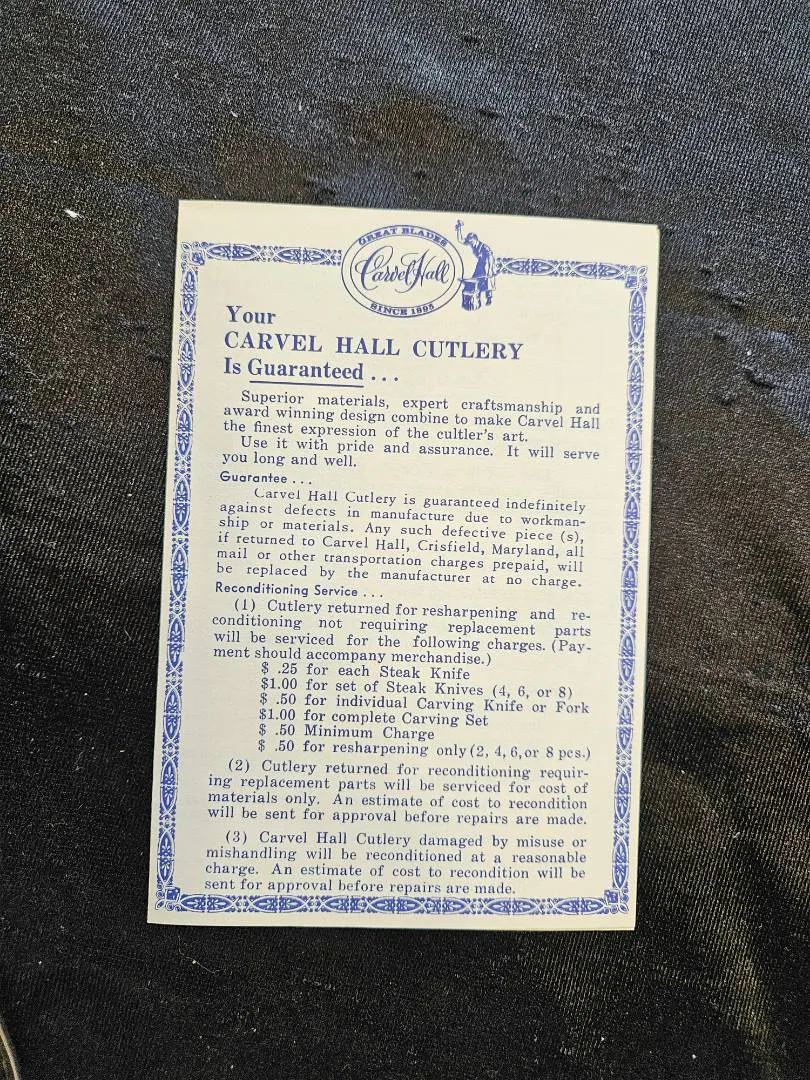 GREAT BLADES
Carvel Hall
SINCE 1895
Your
CARVEL HALL CUTLERY
Is Guaranteed . . .
Superior materials, expert craftsmanship and
award winning design combine to make Carvel Hall
the finest expression of the cultler's art.
Use it with pride and assurance. It will serve
you long and well.
Guarantee . . .
Carvel Hall Cutlery is guaranteed indefinitely
against defects in manufacture due to workman-
ship or materials. Any such defective piece (s),
if returned to Carvel Hall, Crisfield, Maryland, all
mail or other transportation charges prepaid, will
be replaced by the manufacturer at no charge.
Reconditioning Service . . .
(1) Cutlery returned for resharpening and re-
conditioning not requiring replacement parts
will be serviced for the following charges. (Pay-
ment should accompany merchandise.)
$ .25 for each Steak Knife
$1.00 for set of Steak Knives (4, 6, or 8)
$ .50 for individual Carving Knife or Fork
$1.00 for complete Carving Set
$ .50 Minimum Charge
$ .50 for resharpening only (2, 4, 6, or 8 pcs.)
(2) Cutlery returned for reconditioning requir-
ing replacement parts will be serviced for cost of
materials only. An estimate of cost to recondition
will be sent for approval before repairs are made.
(3) Carvel Hall Cutlery damaged by misuse or
mishandling will be reconditioned at a reasonable
charge. An estimate of cost to recondition will be
sent for approval before repairs are made.